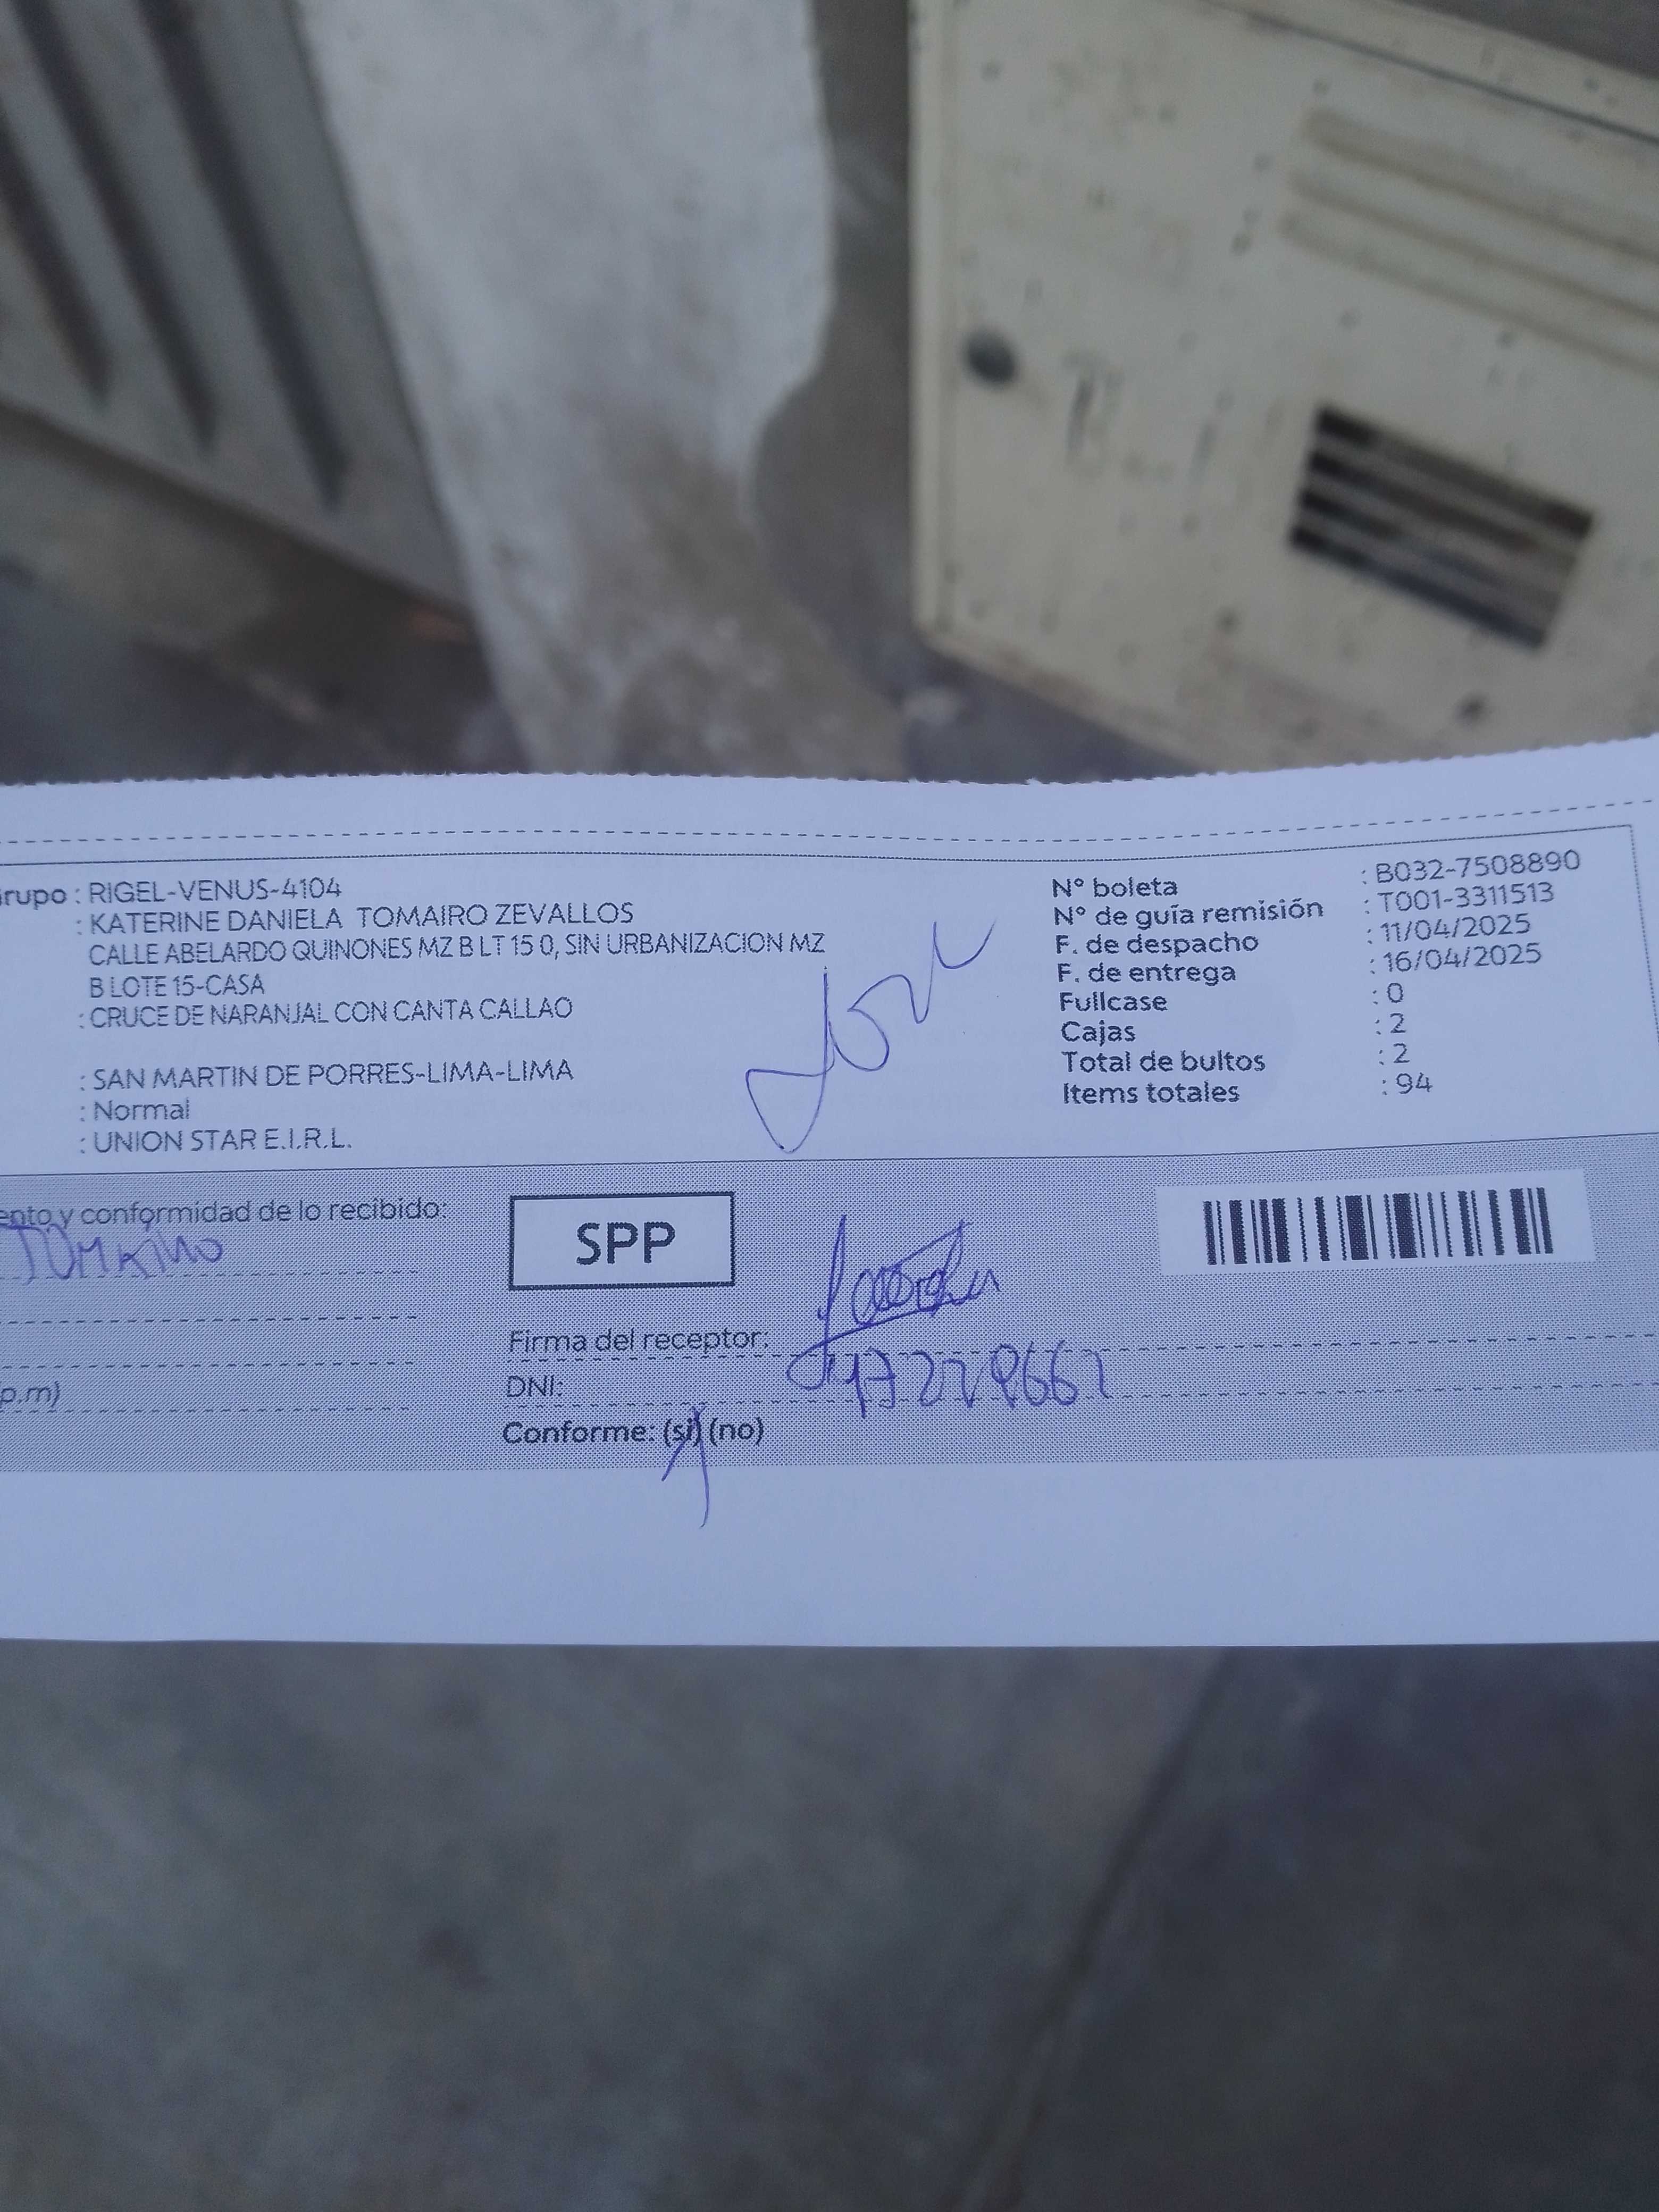 Grupo : RIGEL-VENUS-4104
: KATERINE DANIELA TOMAIRO ZEVALLOS
CALLE ABELARDO QUINONES MZ B LT 15 0, SIN URBANIZACION MZ
B LOTE 15-CASA
: CRUCE DE NARANJAL CON CANTA CALLAO
: SAN MARTIN DE PORRES-LIMA-LIMA
: Normal
: UNION STAR E.I.R.L.
N° boleta : B032-7508890
N° de guía remisión : T001-3311513
F. de despacho : 11/04/2025
F. de entrega : 16/04/2025
Fullcase : 0
Cajas : 2
Total de bultos : 2
Items totales : 94
ento y conformidad de lo recibido:
SPP
Firma del receptor:
DNI:
p.m)
Conforme: (si) (no)